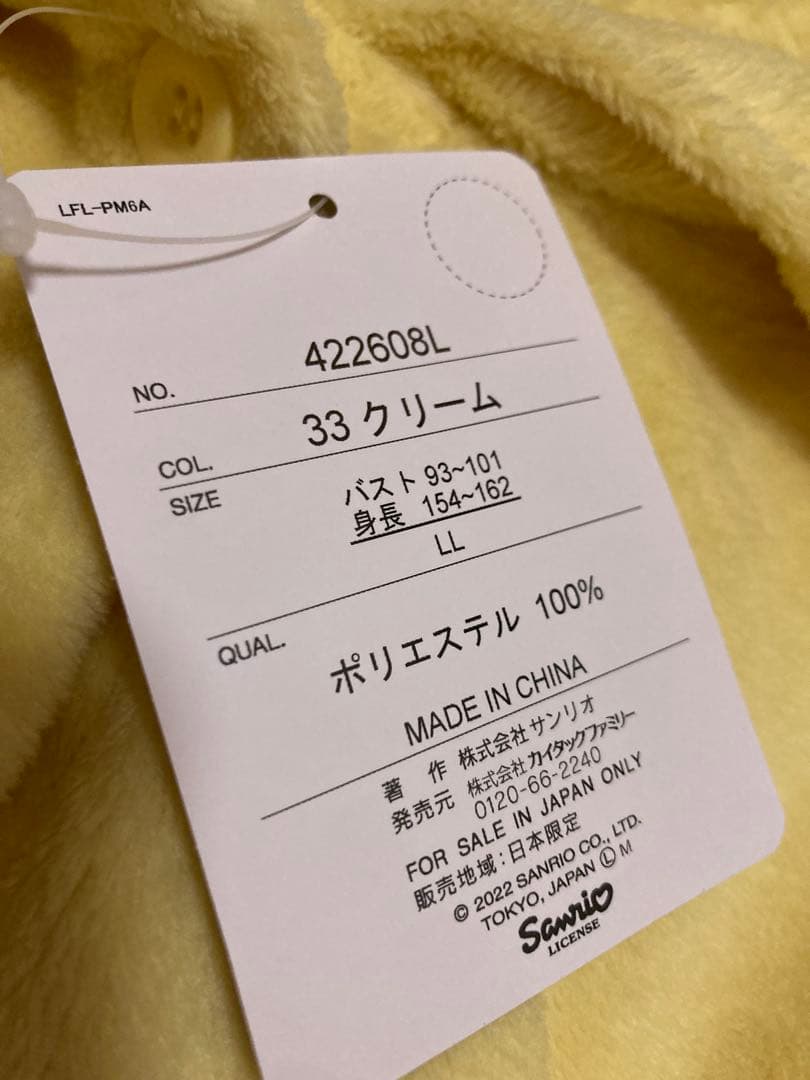 LFL-PM6A
NO. 422608L
COL. 33 クリーム
SIZE バスト 93~101
身長 154~162
LL
QUAL. ポリエステル 100%
MADE IN CHINA
著 作 株式会社サンリオ
発売元 株式会社カイタックファミリー
0120-66-2240
FOR SALE IN JAPAN ONLY
販売地域:日本限定
© 2022 SANRIO CO., LTD.
TOKYO, JAPAN Ⓛ M
Sanrio
LICENSE